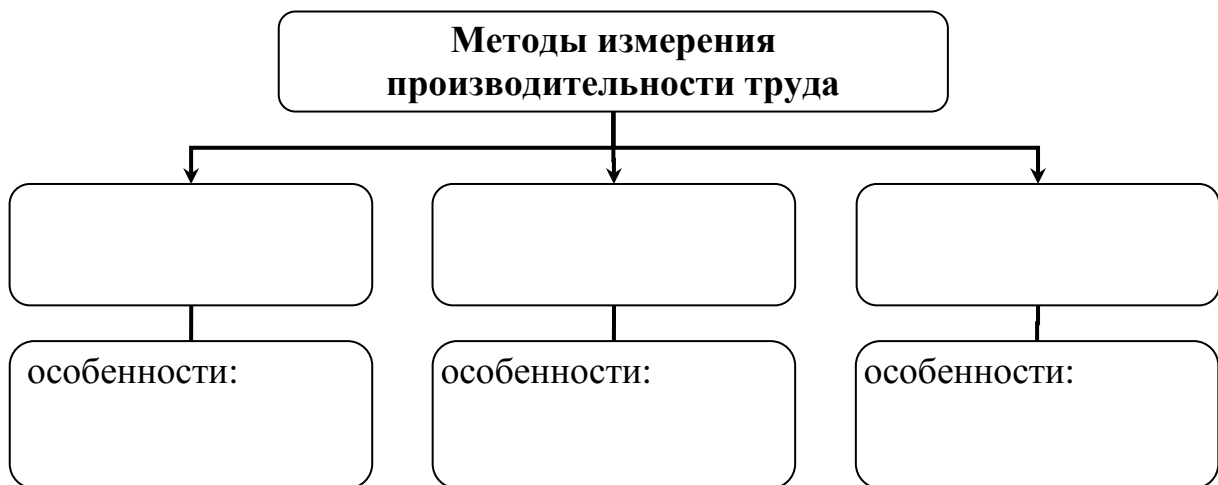 Методы измерения
производительности труда
особенности:
особенности:
особенности: